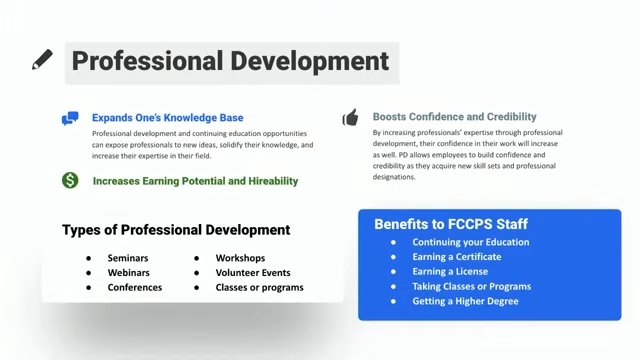 Professional Development
Expands One's Knowledge Base
Professional development and continuing education opportunities
can expose professionals to new ideas, solidify their knowledge, and
increase their expertise in their field.
Increases Earning Potential and Hireability
Boosts Confidence and Credibility
By increasing professionals' expertise through professional
development, their confidence in their work will increase
as well. PD allows employees to build confidence and
credibility as they acquire new skill sets and professional
designations.
Types of Professional Development
● Seminars
● Webinars
● Conferences
● Workshops
● Volunteer Events
● Classes or programs
Benefits to FCCPS Staff
● Continuing your Education
● Earning a Certificate
● Earning a License
● Taking Classes or Programs
● Getting a Higher Degree